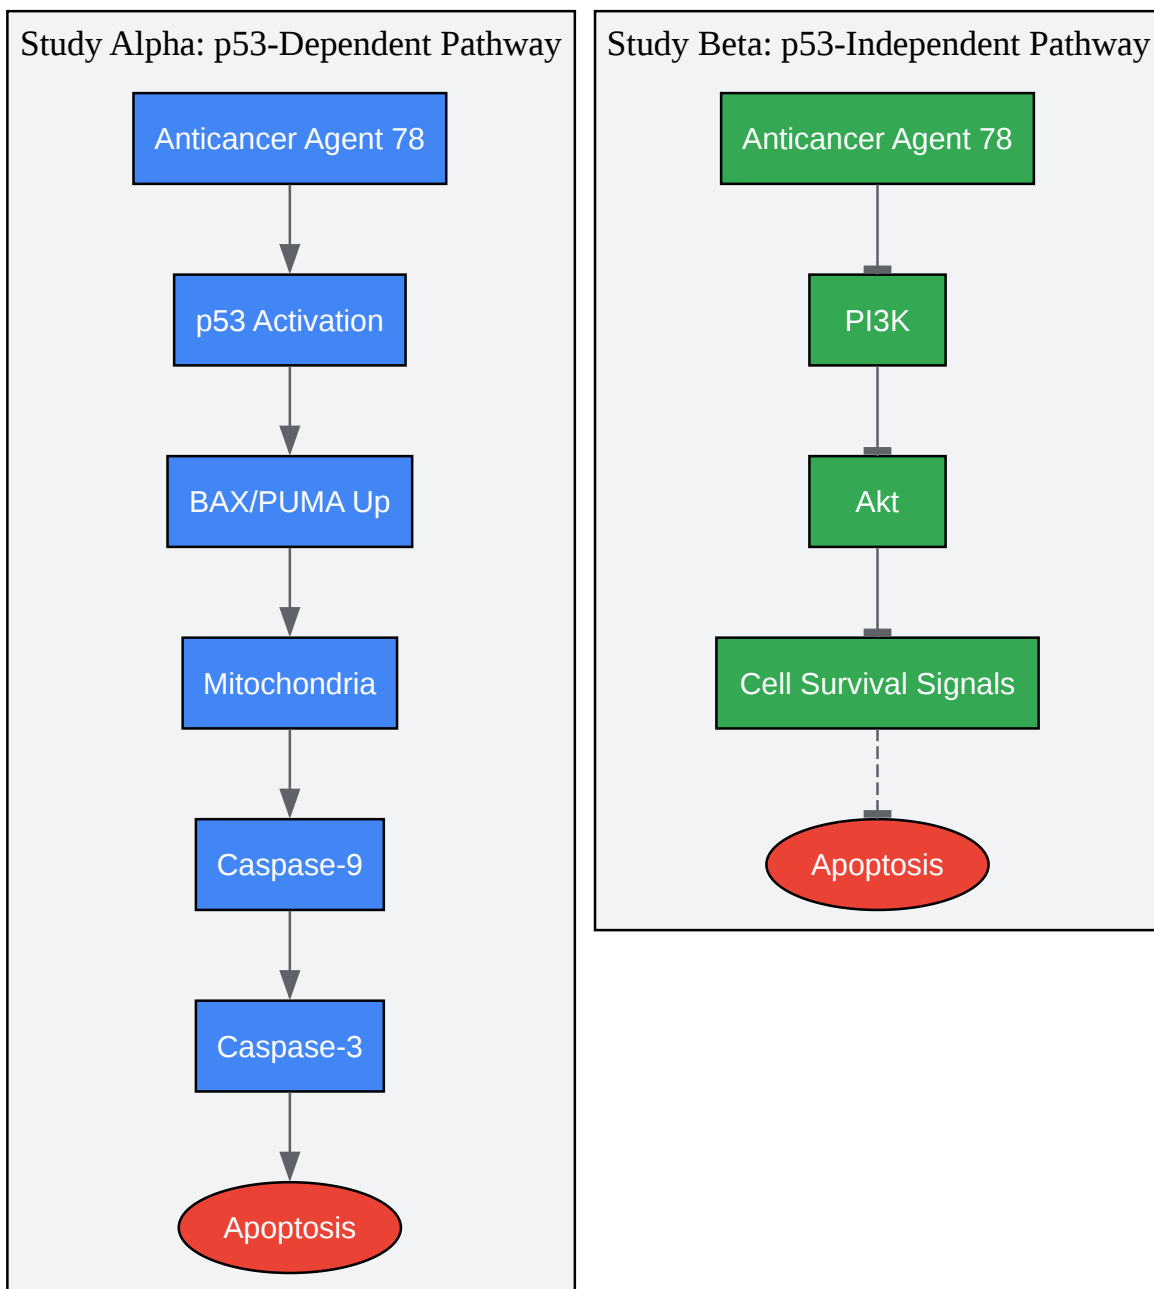 Study Alpha: p53-Dependent Pathway
Anticancer Agent 78
p53 Activation
BAX/PUMA Up
Mitochondria
Caspase-9
Caspase-3
Apoptosis
Study Beta: p53-Independent Pathway
Anticancer Agent 78
PI3K
Akt
Cell Survival Signals
Apoptosis